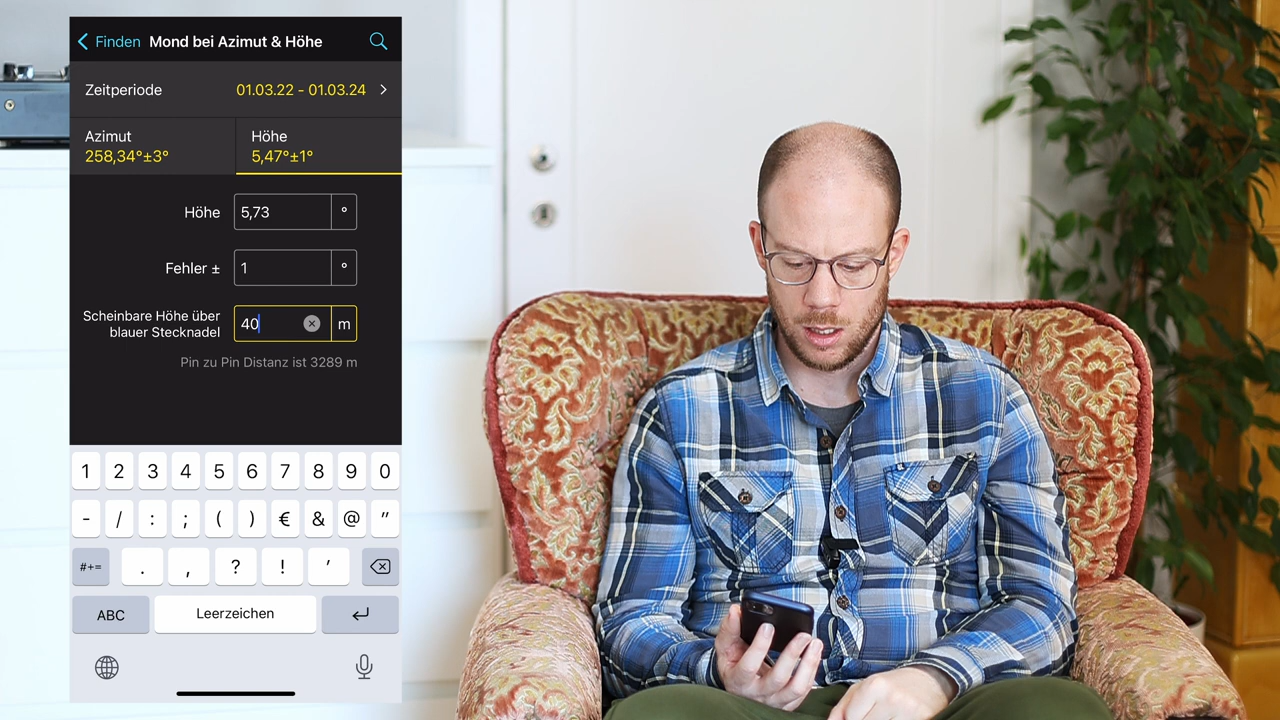 Finden Mond bei Azimut & Höhe
Zeitperiode 01.03.22 - 01.03.24
Azimut
258,34°±3°
Höhe
5,47°±1°
Höhe 5,73 °
Fehler ± 1 °
Scheinbare Höhe über
blauer Stecknadel 40 m
Pin zu Pin Distanz ist 3289 m
1 2 3 4 5 6 7 8 9 0
- / : ; ( ) € & @ "
#+= . , ? ! ’
ABC Leerzeichen